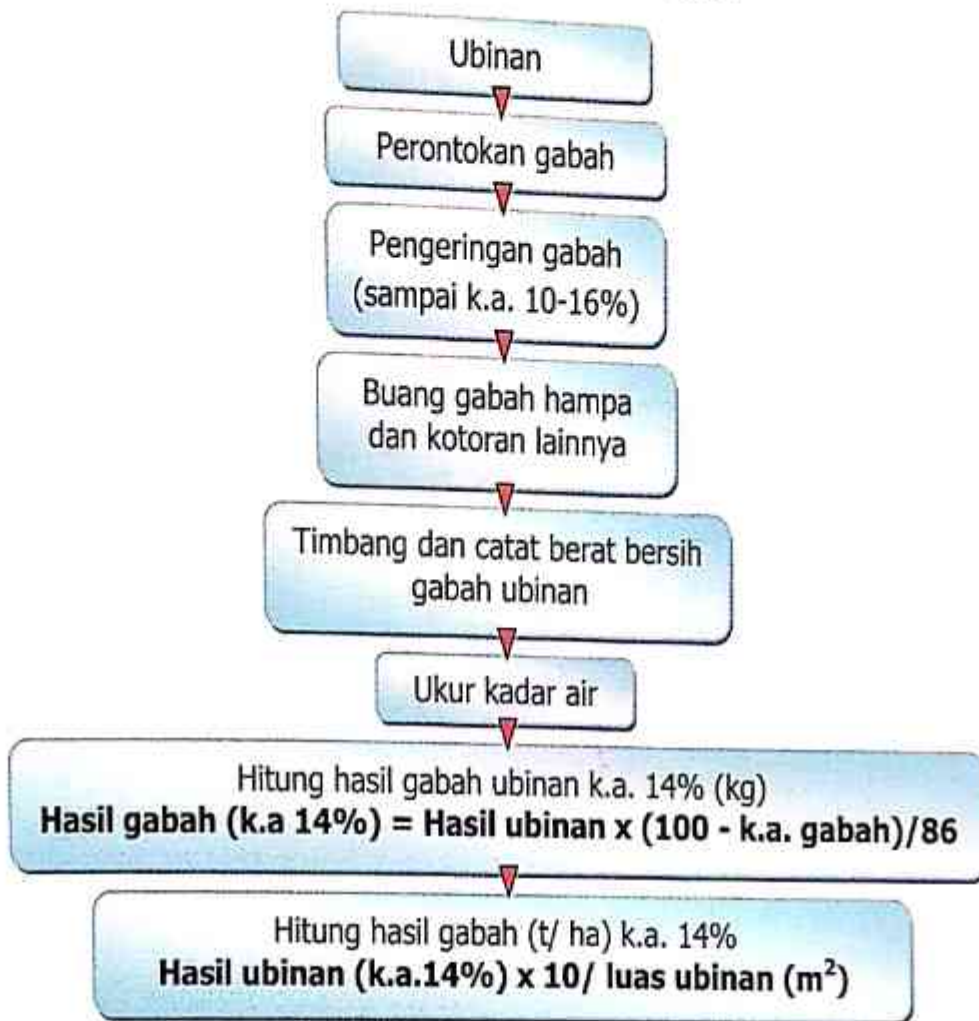 Ubinan
Perontokan gabah
Pengeringan gabah
(sampai k.a. 10-16%)
Buang gabah hampa
dan kotoran lainnya
Timbang dan catat berat bersih
gabah ubinan
Ukur kadar air
Hitung hasil gabah ubinan k.a. 14% (kg)
Hasil gabah (k.a 14%) = Hasil ubinan x (100 - k.a. gabah)/86
Hitung hasil gabah (t/ ha) k.a. 14%
Hasil ubinan (k.a.14%) x 10/ luas ubinan (m²)